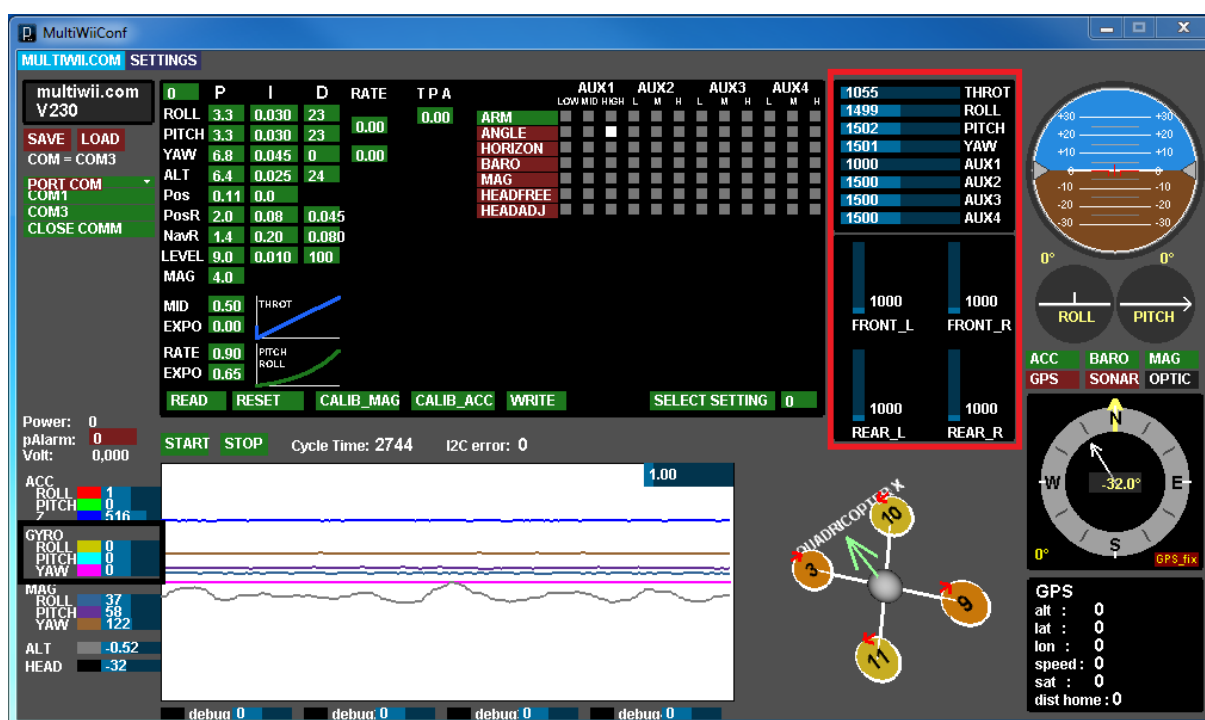 MultiWiiConf
MULTIWII.COM SETTINGS
multiwii.com
V230
SAVE LOAD
COM = COM3
PORT COM
COM1
COM3
CLOSE COMM
0 P I D RATE T P A
ROLL 3.3 0.030 23 0.00
PITCH 3.3 0.030 23 0.00
YAW 6.8 0.045 0 0.00
ALT 6.4 0.025 24
Pos 0.11 0.0
PosR 2.0 0.08 0.045
NavR 1.4 0.20 0.080
LEVEL 9.0 0.010 100
MAG 4.0
MID 0.50 THROT
EXPO 0.00
RATE 0.90 PITCH
EXPO 0.65 ROLL
AUX1 AUX2 AUX3 AUX4
LOW MID HIGH L M H L M H L M H
ARM
ANGLE
HORIZON
BARO
MAG
HEADFREE
HEADADJ
READ RESET CALIB_MAG CALIB_ACC WRITE SELECT SETTING 0
1055 THROT
1499 ROLL
1502 PITCH
1501 YAW
1000 AUX1
1500 AUX2
1500 AUX3
1500 AUX4
1000 1000
FRONT_L FRONT_R
1000 1000
REAR_L REAR_R
+30 +30
+20 +20
+10 +10
0 0
-10 -10
-20 -20
-30 -30
0° 0°
ROLL PITCH
ACC BARO MAG
GPS SONAR OPTIC
N
W -32.0° E
S
0° GPS_fix
GPS
alt : 0
lat : 0
lon : 0
speed : 0
sat : 0
dist home : 0
Power: 0
pAlarm: 0
Volt: 0,000
START STOP Cycle Time: 2744 I2C error: 0
1.00
ACC
ROLL 1
PITCH 0
Z 516
GYRO
ROLL 0
PITCH 0
YAW 0
MAG
ROLL 37
PITCH 58
YAW 122
ALT -0.52
HEAD -32
QUADRICOPTER X
10
3
9
11
debug 0 debug 0 debug 0 debug 0